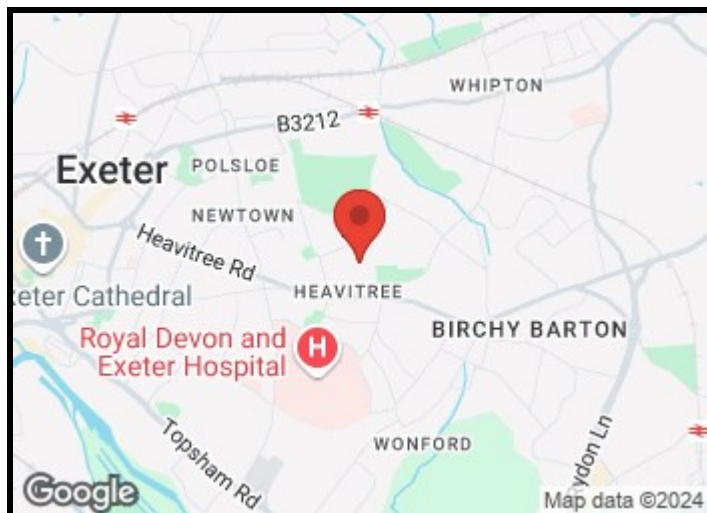 WHIPTON
B3212
Exeter
POLSLOE
NEWTOWN
Heavitree Rd
eter Cathedral
HEAVITREE
BIRCHY BARTON
Royal Devon and
Exeter Hospital
H
WONFORD
Topsham Rd
ydon Ln
Google
Map data ©2024